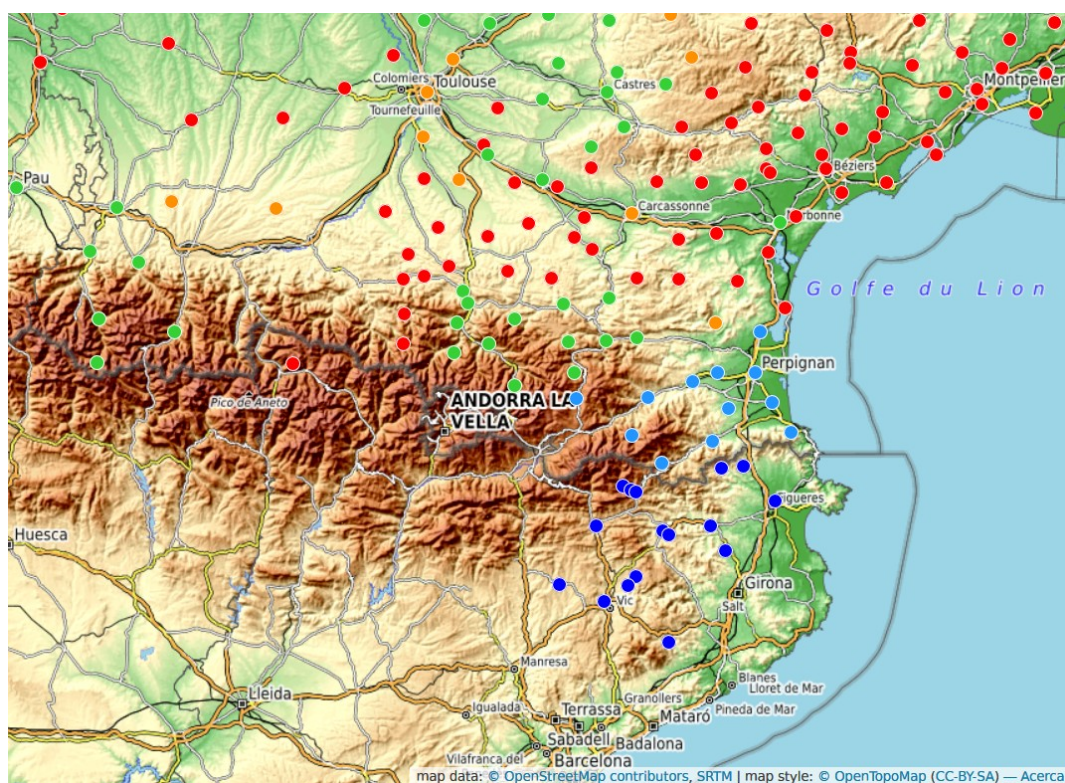 Colomiers
Toulouse
Castres
Tournefeuille
Montpellier
Pau
Béziers
Carcassonne
Narbonne
Golfe du Lion
Perpignan
ANDORRA LA
VELLA
Pico de Aneto
Figueres
Huesca
Girona
Vic
Salt
Manresa
Blanes
Lloret de Mar
Lleida
Granollers
Pineda de Mar
Igualada
Terrassa
Mataró
Sabadell
Badalona
Vilafranca del
Barcelona
map data: © OpenStreetMap contributors, SRTM | map style: © OpenTopoMap (CC-BY-SA) — Acerca